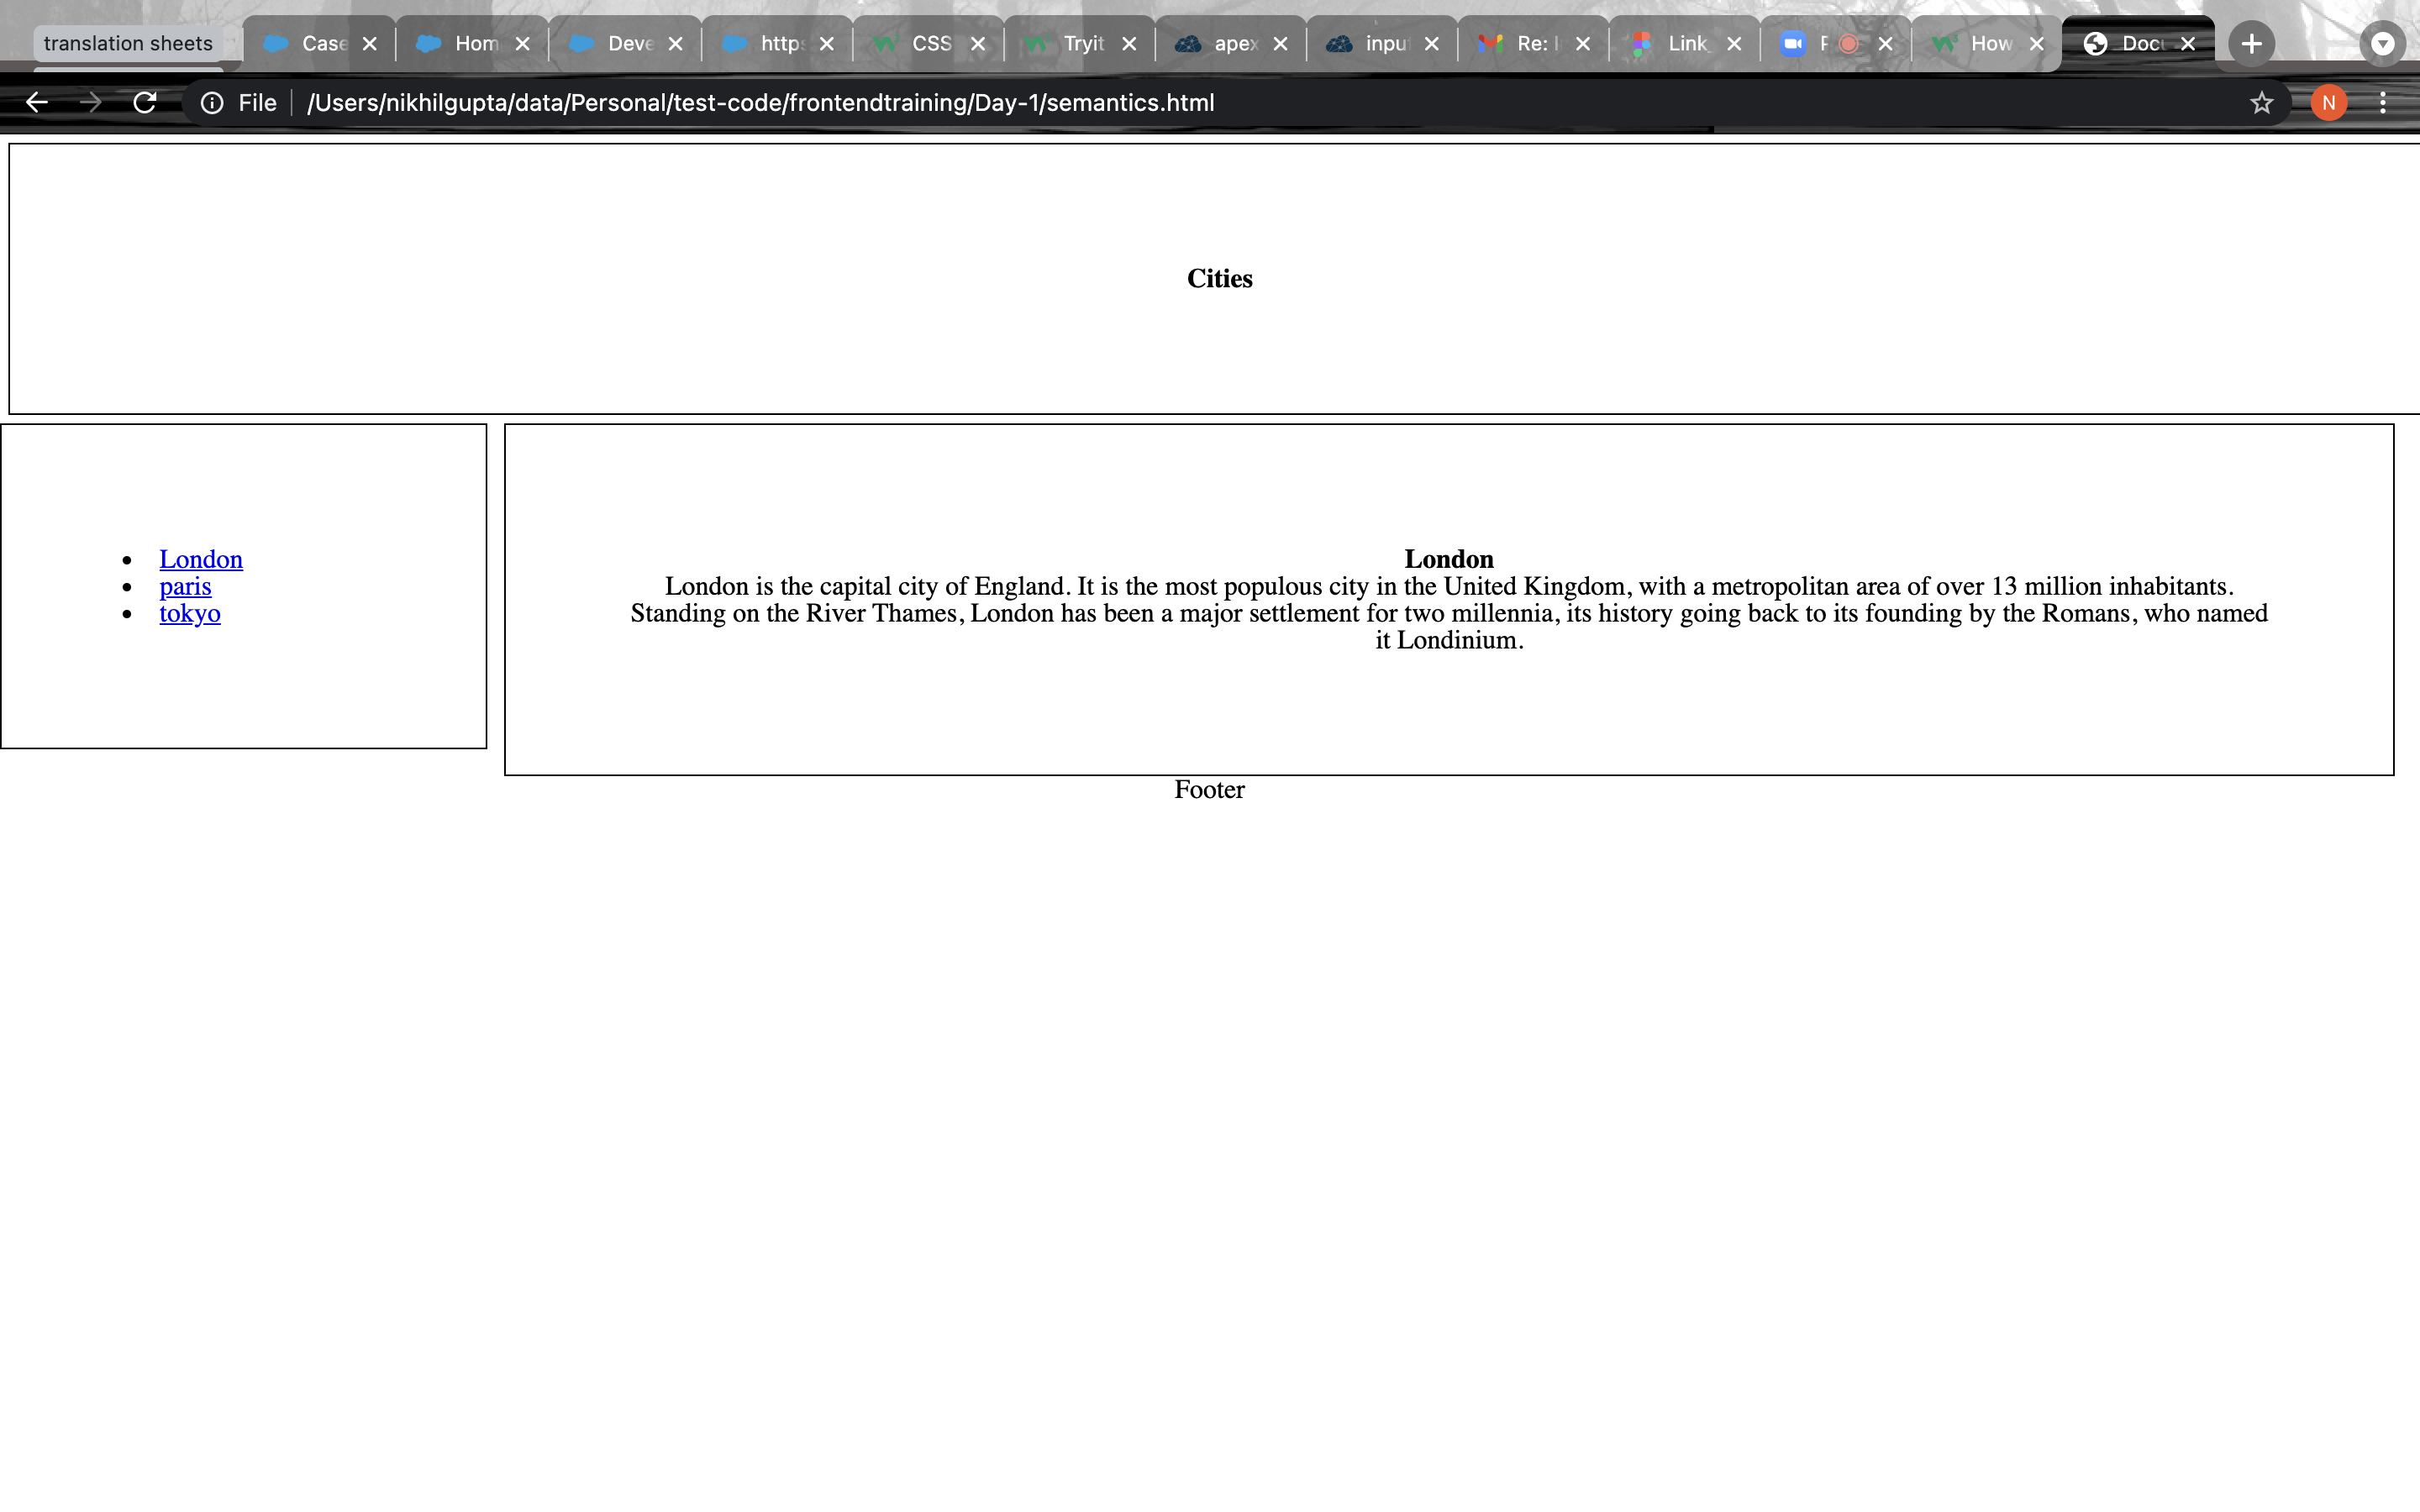 translation sheets
Case
Hom
Deve
http
CSS
Tryit
apex
inpu
Re:
Link
How
Docu
File
/Users/nikhilgupta/data/Personal/test-code/frontendtraining/Day-1/semantics.html
N
Cities
London
paris
tokyo
London
London is the capital city of England. It is the most populous city in the United Kingdom, with a metropolitan area of over 13 million inhabitants.
Standing on the River Thames, London has been a major settlement for two millennia, its history going back to its founding by the Romans, who named
it Londinium.
Footer